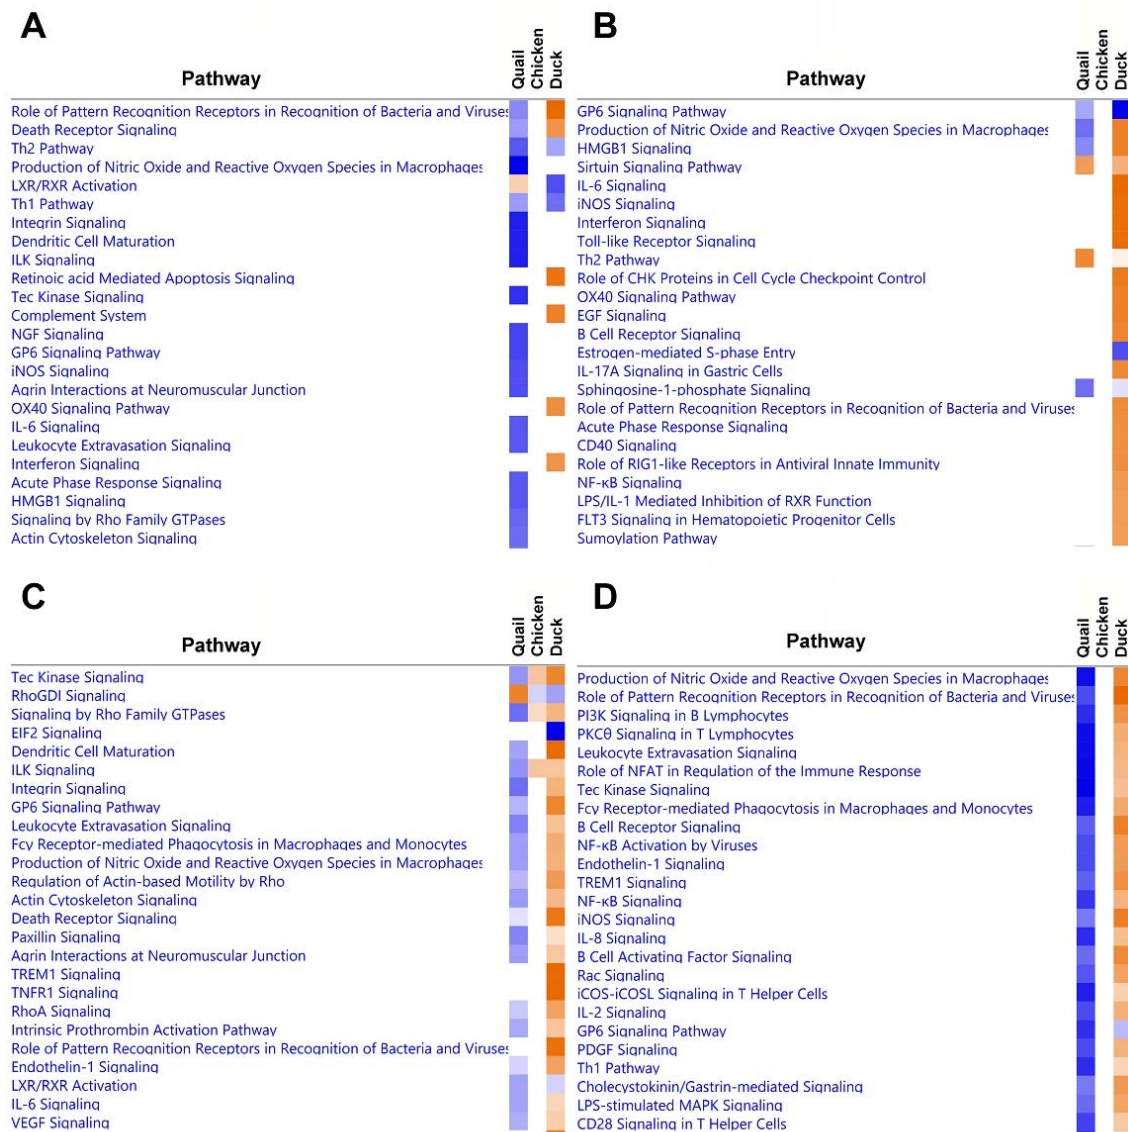 A
Pathway
Quail
Chicken
Duck
Role of Pattern Recognition Receptors in Recognition of Bacteria and Viruses
Death Receptor Signaling
Th2 Pathway
Production of Nitric Oxide and Reactive Oxygen Species in Macrophages
LXR/RXR Activation
Th1 Pathway
Integrin Signaling
Dendritic Cell Maturation
ILK Signaling
Retinoic acid Mediated Apoptosis Signaling
Tec Kinase Signaling
Complement System
NGF Signaling
GP6 Signaling Pathway
iNOS Signaling
Agrin Interactions at Neuromuscular Junction
OX40 Signaling Pathway
IL-6 Signaling
Leukocyte Extravasation Signaling
Interferon Signaling
Acute Phase Response Signaling
HMGB1 Signaling
Signaling by Rho Family GTPases
Actin Cytoskeleton Signaling
B
Pathway
Quail
Chicken
Duck
GP6 Signaling Pathway
Production of Nitric Oxide and Reactive Oxygen Species in Macrophages
HMGB1 Signaling
Sirtuin Signaling Pathway
IL-6 Signaling
iNOS Signaling
Interferon Signaling
Toll-like Receptor Signaling
Th2 Pathway
Role of CHK Proteins in Cell Cycle Checkpoint Control
OX40 Signaling Pathway
EGF Signaling
B Cell Receptor Signaling
Estrogen-mediated S-phase Entry
IL-17A Signaling in Gastric Cells
Sphingosine-1-phosphate Signaling
Role of Pattern Recognition Receptors in Recognition of Bacteria and Viruses
Acute Phase Response Signaling
CD40 Signaling
Role of RIG1-like Receptors in Antiviral Innate Immunity
NF-κB Signaling
LPS/IL-1 Mediated Inhibition of RXR Function
FLT3 Signaling in Hematopoietic Progenitor Cells
Sumoylation Pathway
C
Pathway
Quail
Chicken
Duck
Tec Kinase Signaling
RhoGDI Signaling
Signaling by Rho Family GTPases
EIF2 Signaling
Dendritic Cell Maturation
ILK Signaling
Integrin Signaling
GP6 Signaling Pathway
Leukocyte Extravasation Signaling
Fcγ Receptor-mediated Phagocytosis in Macrophages and Monocytes
Production of Nitric Oxide and Reactive Oxygen Species in Macrophages
Regulation of Actin-based Motility by Rho
Actin Cytoskeleton Signaling
Death Receptor Signaling
Paxillin Signaling
Agrin Interactions at Neuromuscular Junction
TREM1 Signaling
TNFR1 Signaling
RhoA Signaling
Intrinsic Prothrombin Activation Pathway
Role of Pattern Recognition Receptors in Recognition of Bacteria and Viruses
Endothelin-1 Signaling
LXR/RXR Activation
IL-6 Signaling
VEGF Signaling
D
Pathway
Quail
Chicken
Duck
Production of Nitric Oxide and Reactive Oxygen Species in Macrophages
Role of Pattern Recognition Receptors in Recognition of Bacteria and Viruses
PI3K Signaling in B Lymphocytes
PKCθ Signaling in T Lymphocytes
Leukocyte Extravasation Signaling
Role of NFAT in Regulation of the Immune Response
Tec Kinase Signaling
Fcγ Receptor-mediated Phagocytosis in Macrophages and Monocytes
B Cell Receptor Signaling
NF-κB Activation by Viruses
Endothelin-1 Signaling
TREM1 Signaling
NF-κB Signaling
iNOS Signaling
IL-8 Signaling
B Cell Activating Factor Signaling
Rac Signaling
iCOS-iCOSL Signaling in T Helper Cells
IL-2 Signaling
GP6 Signaling Pathway
PDGF Signaling
Th1 Pathway
Cholecystokinin/Gastrin-mediated Signaling
LPS-stimulated MAPK Signaling
CD28 Signaling in T Helper Cells